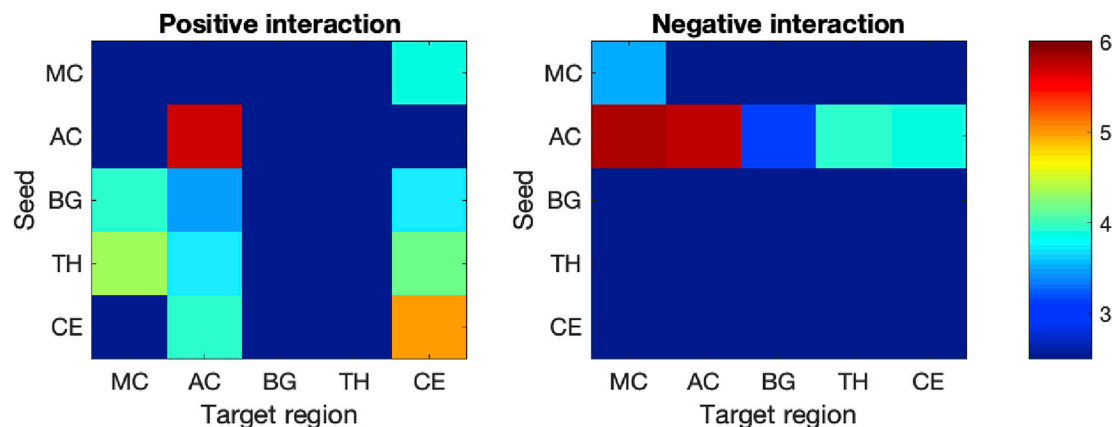 Positive interaction
Negative interaction
Seed
MC
AC
BG
TH
CE
MC AC BG TH CE
Target region
Seed
MC
AC
BG
TH
CE
MC AC BG TH CE
Target region
6
5
4
3